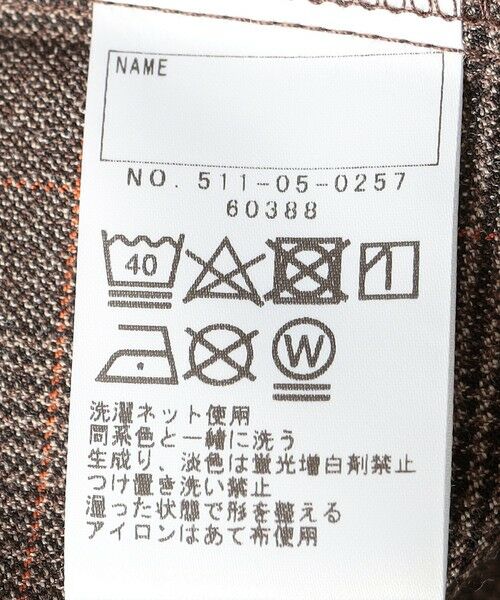 NAME
NO. 511-05-0257
60388
40
W
洗濯ネット使用
同系色と一緒に洗う
生成り、淡色は蛍光増白剤禁止
つけ置き洗い禁止
湿った状態で形を整える
アイロンはあて布使用